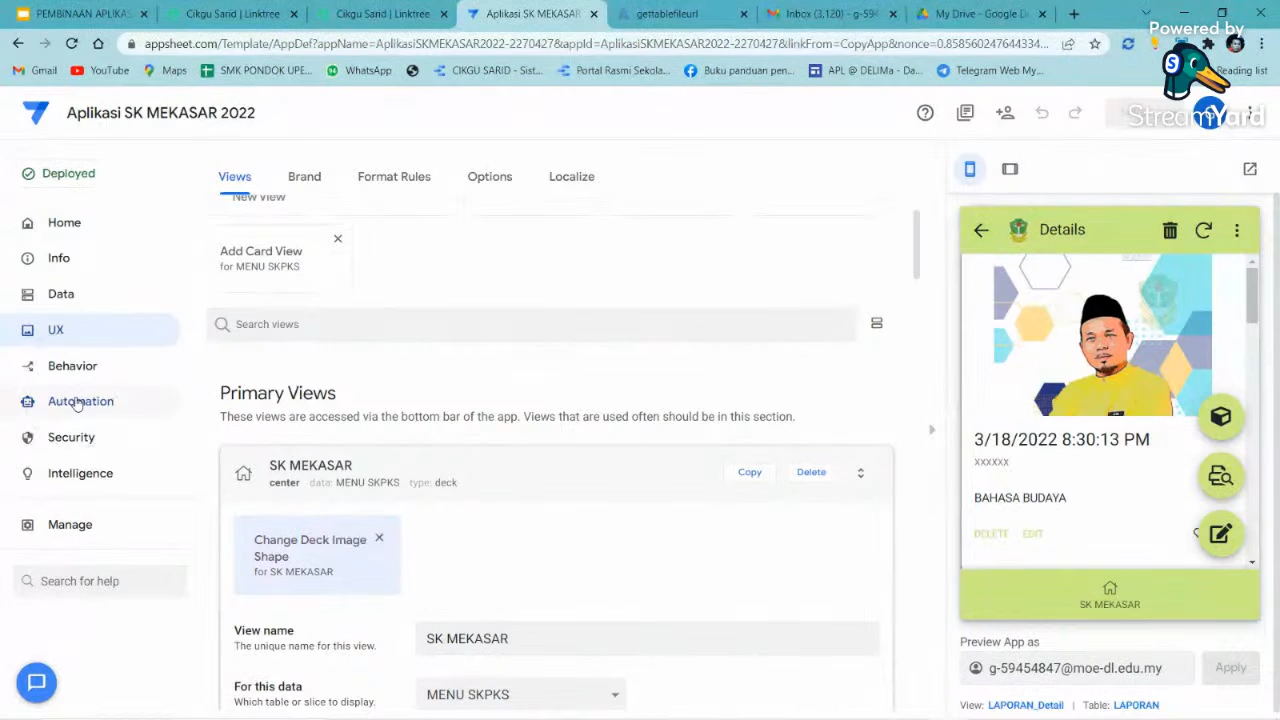 PEMBINAAN APLIKAS
Cikgu Sarid | Linktree
Cikgu Sarid | Linktree
Aplikasi SK MEKASAR
gettablefileurl
Inbox (3,120) - g-594
My Drive - Google D
appsheet.com/Template/AppDef?appName=AplikasiSKMEKASAR2022-2270427&appId=AplikasiSKMEKASAR2022-2270427&linkFrom=CopyApp&nonce=0.858530247644334...
Powered by
StreamYard
Gmail
YouTube
Maps
SMK PONDOK UPE...
WhatsApp
CIKGU SARID - Sist...
Portal Rasmi Sekola...
Buku panduan pen...
APL @ DELIMa - Da...
Telegram Web My...
Reading list
Aplikasi SK MEKASAR 2022
Deployed
Home
Info
Data
UX
Behavior
Automation
Security
Intelligence
Manage
Search for help
Views
Brand
Format Rules
Options
Localize
New View
Add Card View
for MENU SKPKS
Search views
Primary Views
These views are accessed via the bottom bar of the app. Views that are used often should be in this section.
SK MEKASAR
center data: MENU SKPKS type: deck
Copy
Delete
Change Deck Image
Shape
for SK MEKASAR
View name
The unique name for this view.
SK MEKASAR
For this data
Which table or slice to display.
MENU SKPKS
Details
3/18/2022 8:30:13 PM
XXXXXX
BAHASA BUDAYA
DELETE EDIT
SK MEKASAR
Preview App as
g-59454847@moe-dl.edu.my
Apply
View: LAPORAN_Detail | Table: LAPORAN